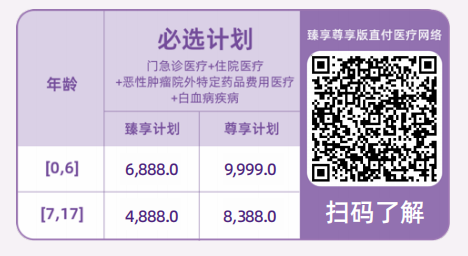 必选计划
门急诊医疗+住院医疗
+恶性肿瘤院外特定药品费用医疗
+白血病疾病
年龄
臻享计划 尊享计划
[0,6] 6,888.0 9,999.0
[7,17] 4,888.0 8,388.0
臻享尊享版直付医疗网络
扫码了解